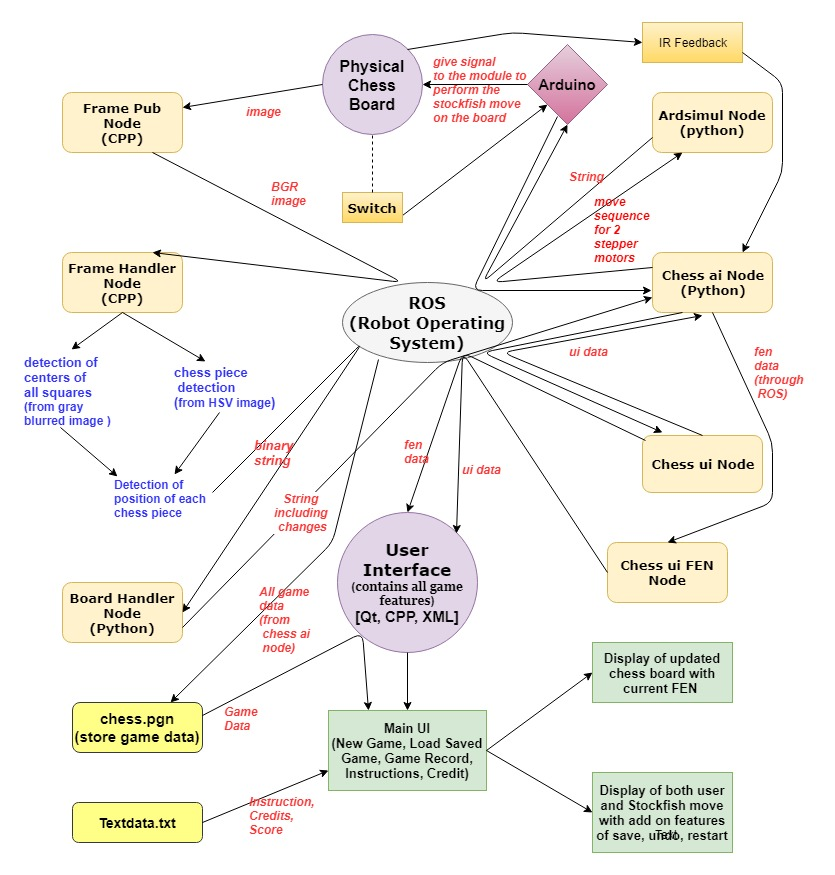 IR Feedback
Physical
Chess
Board
give signal
to the module to
perform the
stockfish move
on the board
Arduino
Frame Pub
Node
(CPP)
image
Ardsimul Node
(python)
BGR
image
Switch
String
move
sequence
for 2
stepper
motors
Frame Handler
Node
(CPP)
ROS
(Robot Operating
System)
Chess ai Node
(Python)
detection of
centers of
all squares
(from gray
blurred image )
chess piece
detection
(from HSV image)
ui data
fen
data
(through
ROS)
binary
string
fen
data
ui data
Chess ui Node
Detection of
position of each
chess piece
String
including
changes
User
Interface
(contains all game
features)
[Qt, CPP, XML]
Chess ui FEN
Node
Board Handler
Node
(Python)
All game
data
(from
chess ai
node)
Display of updated
chess board with
current FEN
chess.pgn
(store game data)
Game
Data
Main UI
(New Game, Load Saved
Game, Game Record,
Instructions, Credit)
Textdata.txt
Instruction,
Credits,
Score
Display of both user
and Stockfish move
with add on features
of save, undo, restart
Text